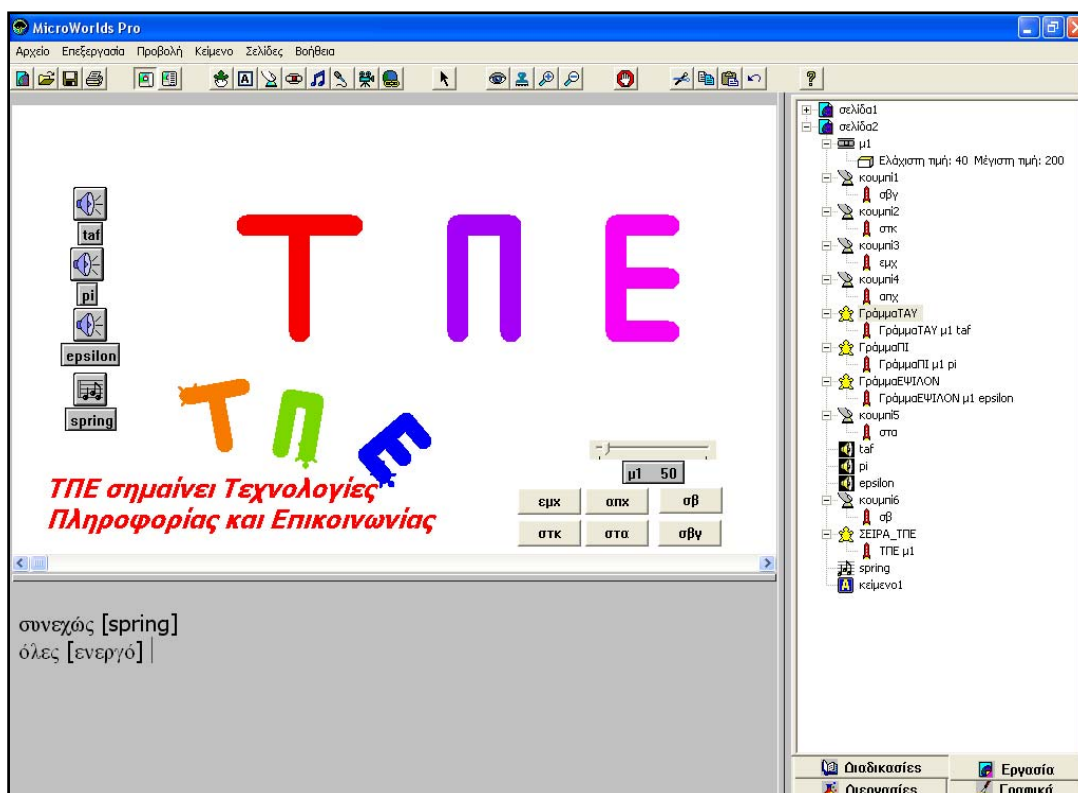 MicroWorlds Pro
Αρχείο Επεξεργασία Προβολή Κείμενο Σελίδες Βοήθεια
taf
pi
epsilon
spring
Τ Π Ε
Τ Π Ε
ΤΠΕ σημαίνει Τεχνολογίες
Πληροφορίας και Επικοινωνίας
μ1 50
εμχ απχ σβ
στκ στα σβγ
συνεχώς [spring]
όλες [ενεργό]
σελίδα1
σελίδα2
μ1
Ελάχιστη τιμή: 40 Μέγιστη τιμή: 200
κουμπί1
σβγ
κουμπί2
στκ
κουμπί3
εμχ
κουμπί4
απχ
ΓράμμαΤΑΥ
ΓράμμαΤΑΥ μ1 taf
ΓράμμαΠΙ
ΓράμμαΠΙ μ1 pi
ΓράμμαΕΨΙΛΟΝ
ΓράμμαΕΨΙΛΟΝ μ1 epsilon
κουμπί5
στα
taf
pi
epsilon
κουμπί6
σβ
ΣΕΙΡΑ_ΤΠΕ
ΤΠΕ μ1
spring
κείμενο1
Διαδικασίες Εργασία
Διεργασίες Γραφικά